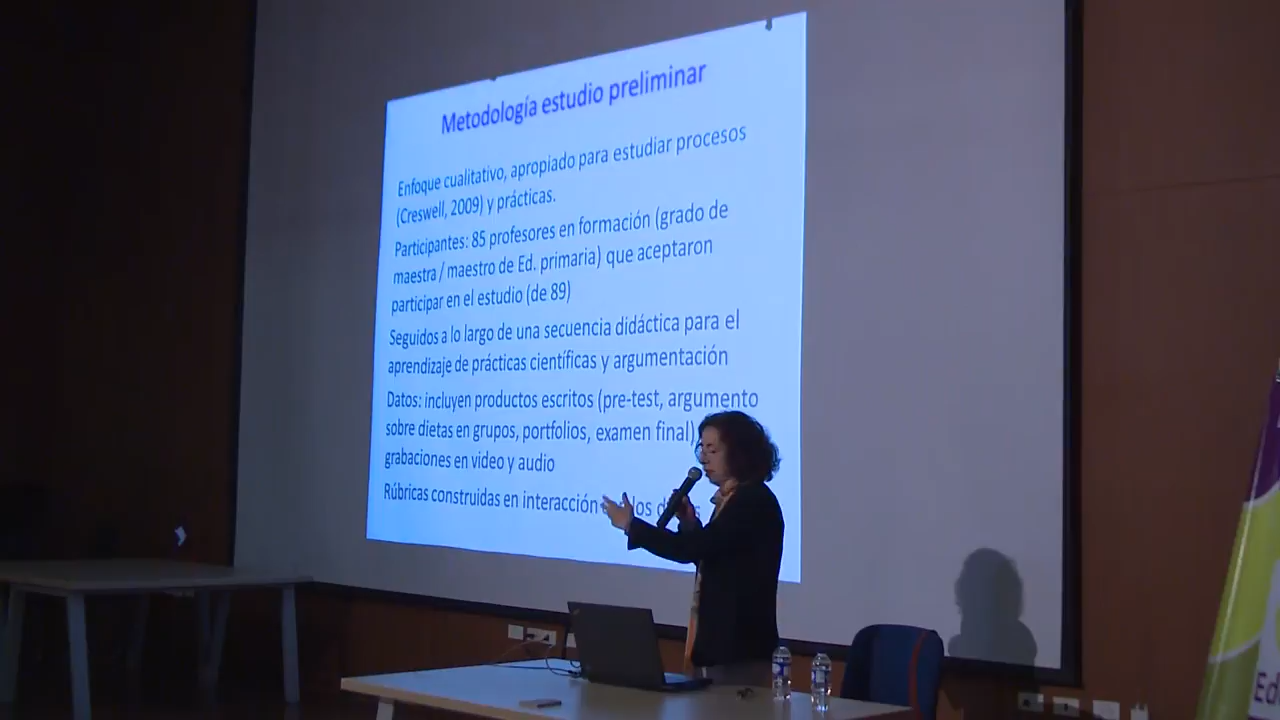 Metodología estudio preliminar
Enfoque cualitativo, apropiado para estudiar procesos
(Creswell, 2009) y prácticas.
Participantes: 85 profesores en formación (grado de
maestra / maestro de Ed. primaria) que aceptaron
participar en el estudio (de 89)
Seguidos a lo largo de una secuencia didáctica para el
aprendizaje de prácticas científicas y argumentación
Datos: incluyen productos escritos (pre-test, argumento
sobre dietas en grupos, portfolios, examen final)
grabaciones en video y audio
Rúbricas construidas en interacción los
Ed